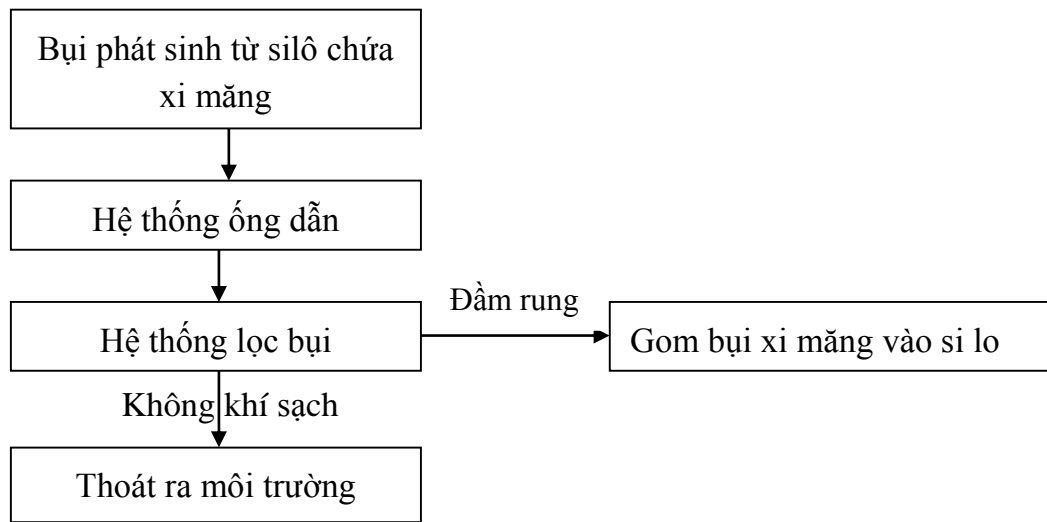 Bụi phát sinh từ silô chứa
xi măng
Hệ thống ống dẫn
Đầm rung
Hệ thống lọc bụi
Gom bụi xi măng vào si lo
Không khí sạch
Thoát ra môi trường